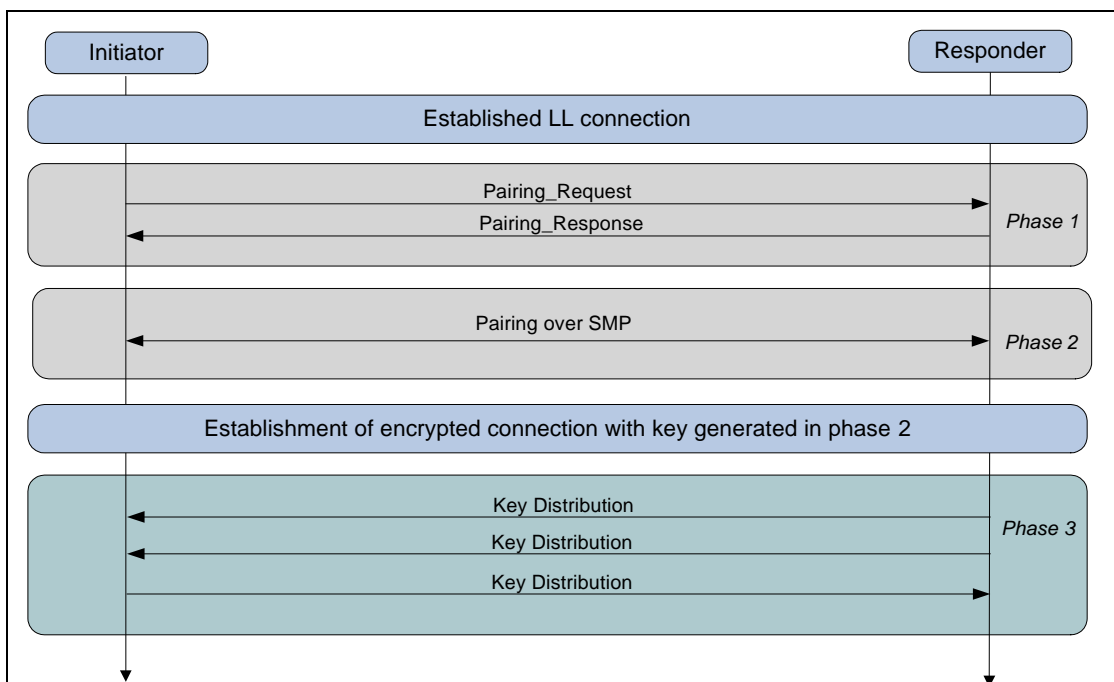 Initiator
Responder
Established LL connection
Pairing_Request
Pairing_Response
Phase 1
Pairing over SMP
Phase 2
Establishment of encrypted connection with key generated in phase 2
Key Distribution
Phase 3
Key Distribution
Key Distribution